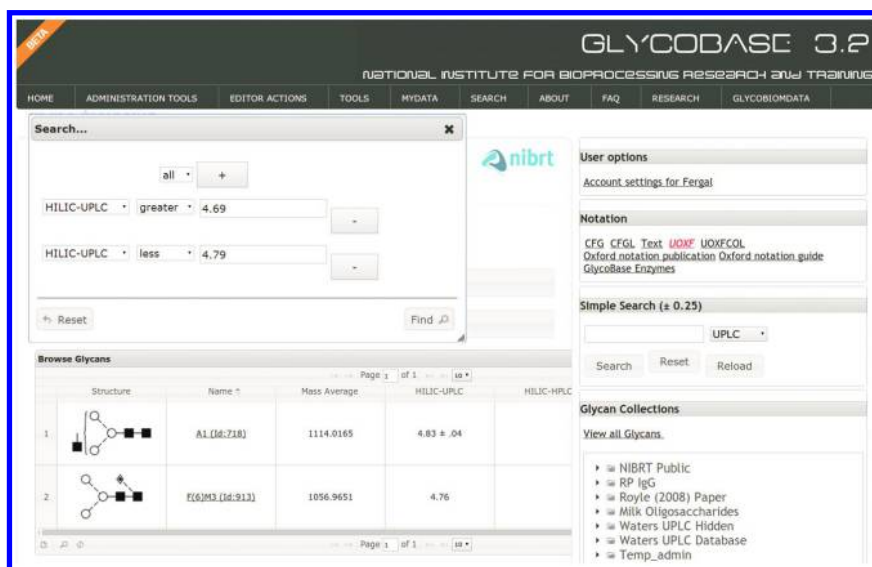 BETA
GLYCOBASE 3.2
NATIONAL INSTITUTE FOR BIOPROCESSING RESEARCH AND TRAINING
HOME ADMINISTRATION TOOLS EDITOR ACTIONS TOOLS MYDATA SEARCH ABOUT FAQ RESEARCH GLYCOBIOMDATA
Search...
all +
HILIC-UPLC greater 4.69
-
HILIC-UPLC less 4.79
-
Reset Find
nibrt
User options
Account settings for Fergal
Notation
CFG CFGL Text UOXF UOXFCOL
Oxford notation publication Oxford notation guide
GlycoBase Enzymes
Simple Search (± 0.25)
UPLC
Search Reset Reload
Glycan Collections
View all Glycans
NIBRT Public
RP IgG
Royle (2008) Paper
Milk Oligosaccharides
Waters UPLC Hidden
Waters UPLC Database
Temp_admin
Browse Glycans
Page 1 of 1 10
Structure Name Mass Average HILIC-UPLC HILIC-HPLC
1 A1 (Id:718) 1114.0165 4.83 ± .04
2 F(6)M3 (Id:913) 1056.9651 4.76
Page 1 of 1 10